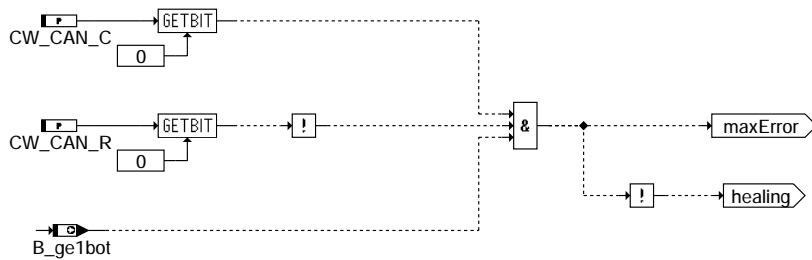 P
GETBIT
CW_CAN_C
0
&
maxError
P
GETBIT
!
CW_CAN_R
0
!
healing
B_ge1bot